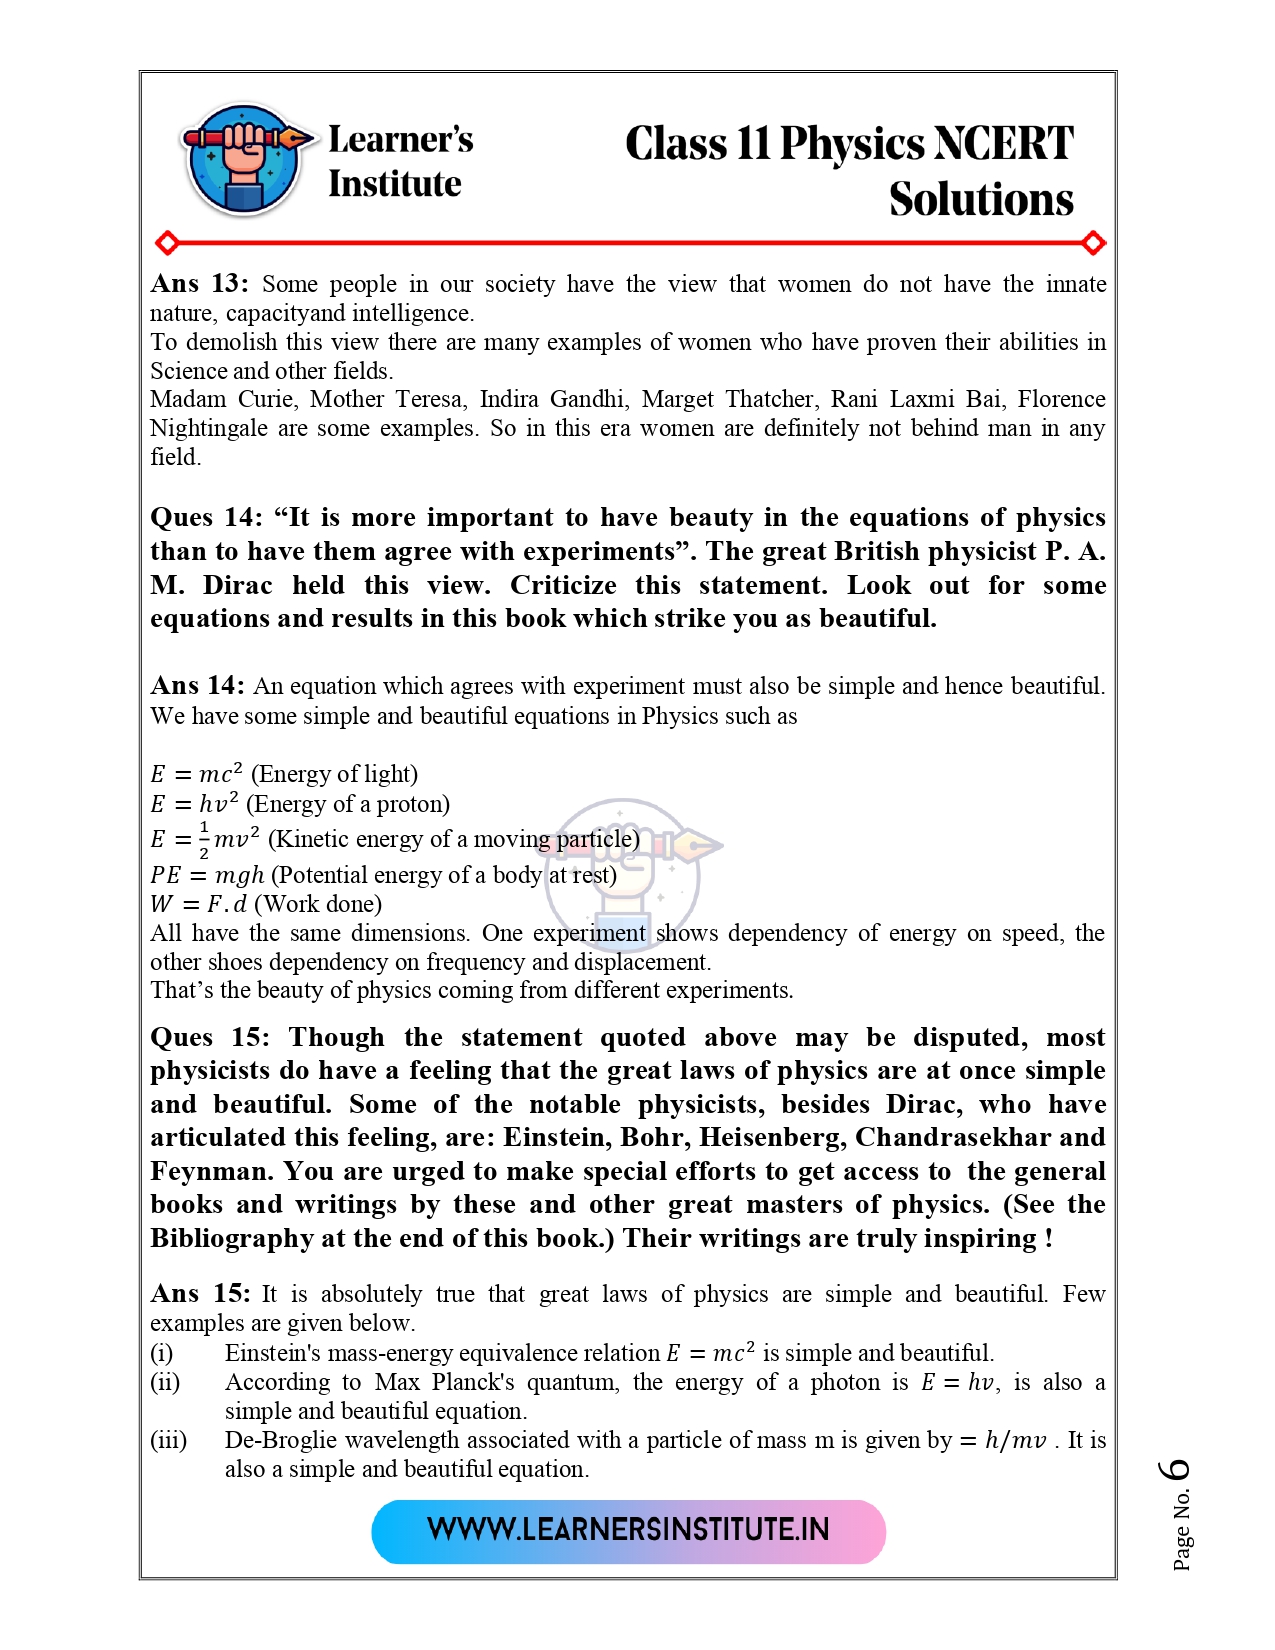 Learner's
Institute
Class 11 Physics NCERT
Solutions
Ans 13: Some people in our society have the view that women do not have the innate
nature, capacityand intelligence.
To demolish this view there are many examples of women who have proven their abilities in
Science and other fields.
Madam Curie, Mother Teresa, Indira Gandhi, Marget Thatcher, Rani Laxmi Bai, Florence
Nightingale are some examples. So in this era women are definitely not behind man in any
field.
Ques 14: “It is more important to have beauty in the equations of physics
than to have them agree with experiments”. The great British physicist P. A.
M. Dirac held this view. Criticize this statement. Look out for some
equations and results in this book which strike you as beautiful.
Ans 14: An equation which agrees with experiment must also be simple and hence beautiful.
We have some simple and beautiful equations in Physics such as
E = mc² (Energy of light)
E = hv² (Energy of a proton)
E = 1/2 mv² (Kinetic energy of a moving particle)
PE = mgh (Potential energy of a body at rest)
W = F.d (Work done)
All have the same dimensions. One experiment shows dependency of energy on speed, the
other shoes dependency on frequency and displacement.
That’s the beauty of physics coming from different experiments.
Ques 15: Though the statement quoted above may be disputed, most
physicists do have a feeling that the great laws of physics are at once simple
and beautiful. Some of the notable physicists, besides Dirac, who have
articulated this feeling, are: Einstein, Bohr, Heisenberg, Chandrasekhar and
Feynman. You are urged to make special efforts to get access to the general
books and writings by these and other great masters of physics. (See the
Bibliography at the end of this book.) Their writings are truly inspiring !
Ans 15: It is absolutely true that great laws of physics are simple and beautiful. Few
examples are given below.
(i) Einstein's mass-energy equivalence relation E = mc² is simple and beautiful.
(ii) According to Max Planck's quantum, the energy of a photon is E = hv, is also a
simple and beautiful equation.
(iii) De-Broglie wavelength associated with a particle of mass m is given by = h/mv . It is
also a simple and beautiful equation.
WWW.LEARNERSINSTITUTE.IN
Page No. 6